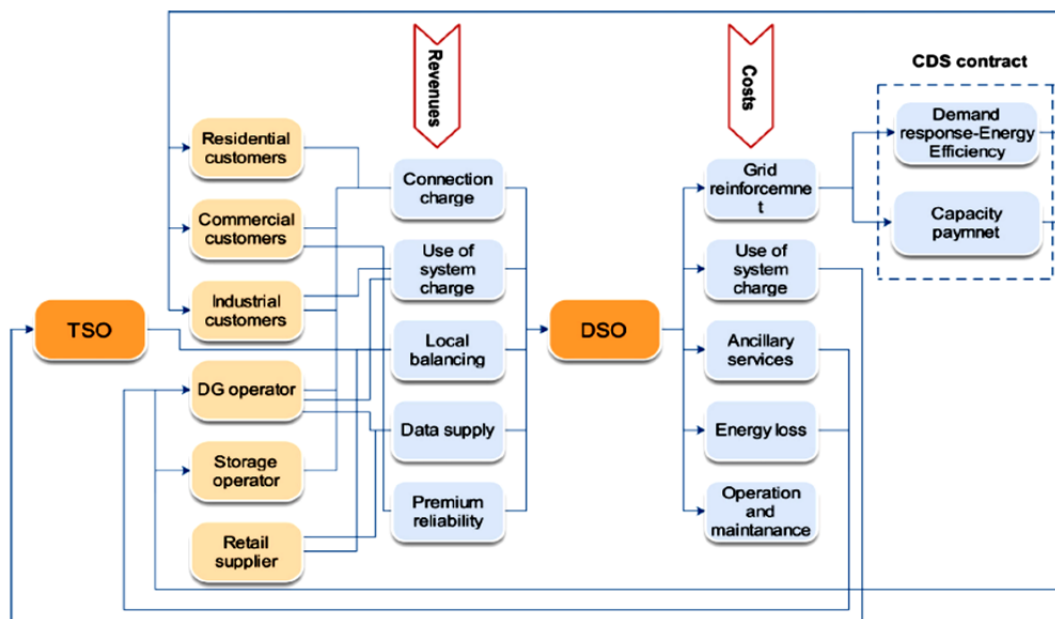 Revenues
Costs
CDS contract
Residential
customers
Commercial
customers
Industrial
customers
TSO
DG operator
Storage
operator
Retail
supplier
Connection
charge
Use of
system
charge
Local
balancing
Data supply
Premium
reliability
DSO
Grid
reinforcemne
t
Use of
system
charge
Ancillary
services
Energy loss
Operation
and
maintanance
Demand
response-Energy
Efficiency
Capacity
paymnet